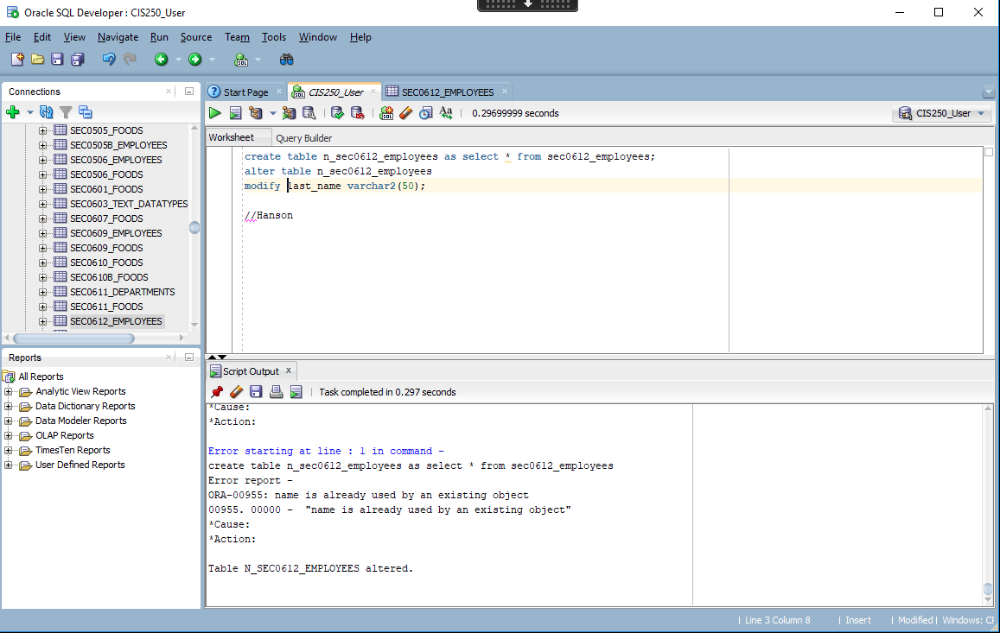 Oracle SQL Developer : CIS250_User
File Edit View Navigate Run Source Team Tools Window Help
Connections
SEC0505_FOODS
SEC0505B_EMPLOYEES
SEC0506_EMPLOYEES
SEC0506_FOODS
SEC0601_FOODS
SEC0603_TEXT_DATATYPES
SEC0607_FOODS
SEC0609_EMPLOYEES
SEC0609_FOODS
SEC0610_FOODS
SEC0610B_FOODS
SEC0611_DEPARTMENTS
SEC0611_FOODS
SEC0612_EMPLOYEES
Reports
All Reports
Analytic View Reports
Data Dictionary Reports
Data Modeler Reports
OLAP Reports
TimesTen Reports
User Defined Reports
Start Page CIS250_User SEC0612_EMPLOYEES
SQL
0.29699999 seconds CIS250_User
Worksheet Query Builder
create table n_sec0612_employees as select * from sec0612_employees;
alter table n_sec0612_employees
modify last_name varchar2(50);
//Hanson
Script Output
Task completed in 0.297 seconds
*Cause:
*Action:
Error starting at line : 1 in command -
create table n_sec0612_employees as select * from sec0612_employees
Error report -
ORA-00955: name is already used by an existing object
00955. 00000 -  "name is already used by an existing object"
*Cause:
*Action:
Table N_SEC0612_EMPLOYEES altered.
| Line 3 Column 8 | Insert | Modified | Windows: CF